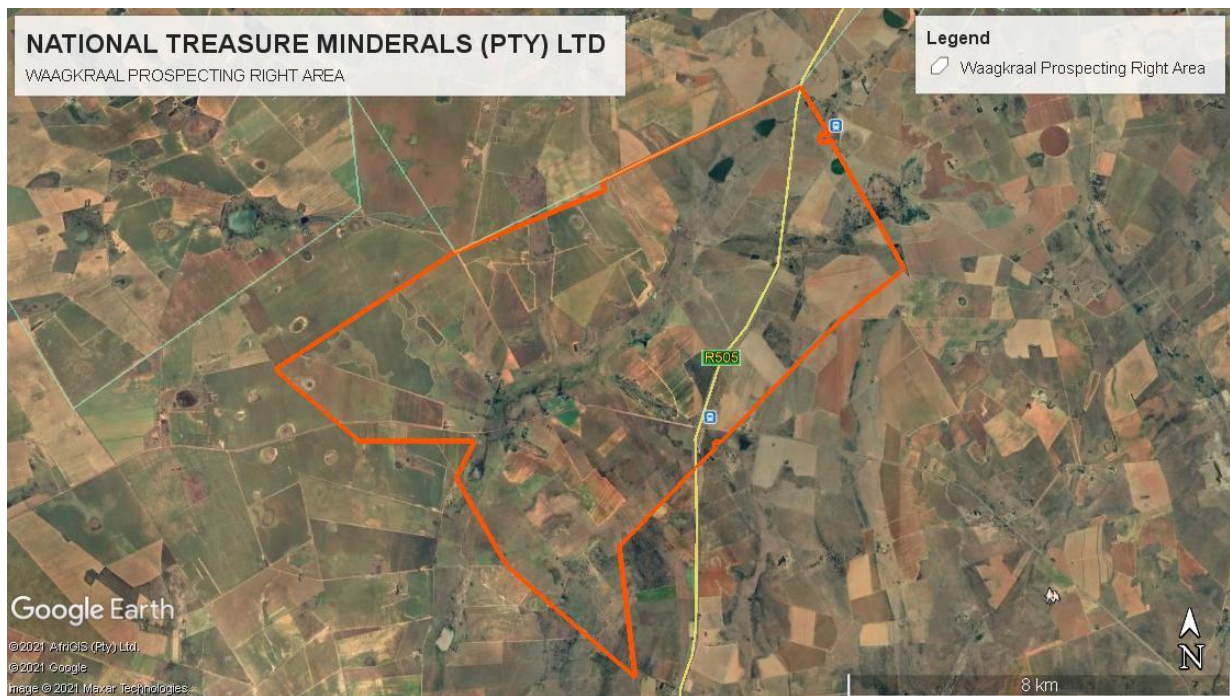 NATIONAL TREASURE MINDERALS (PTY) LTD
WAAGKRAAL PROSPECTING RIGHT AREA
Legend
Waagkraal Prospecting Right Area
R505
Google Earth
©2021 AfriGIS (Pty) Ltd.
©2021 Google
Image © 2021 Maxar Technologies
N
8 km